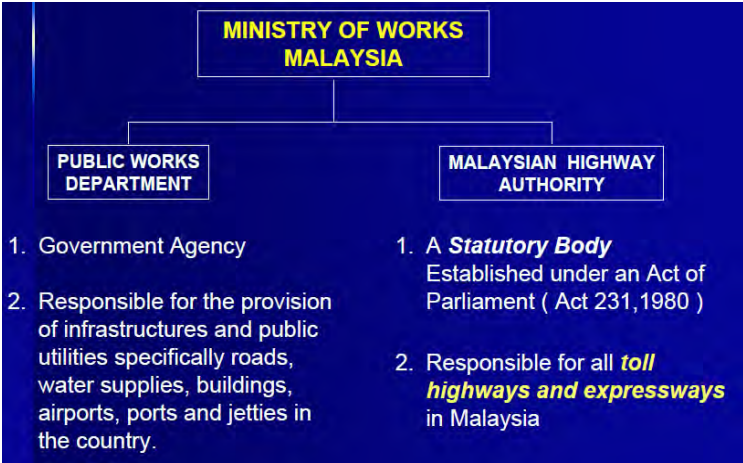 MINISTRY OF WORKS
MALAYSIA
PUBLIC WORKS
DEPARTMENT
1. Government Agency
2. Responsible for the provision
of infrastructures and public
utilities specifically roads,
water supplies, buildings,
airports, ports and jetties in
the country.
MALAYSIAN HIGHWAY
AUTHORITY
1. A Statutory Body
Established under an Act of
Parliament ( Act 231,1980 )
2. Responsible for all toll
highways and expressways
in Malaysia